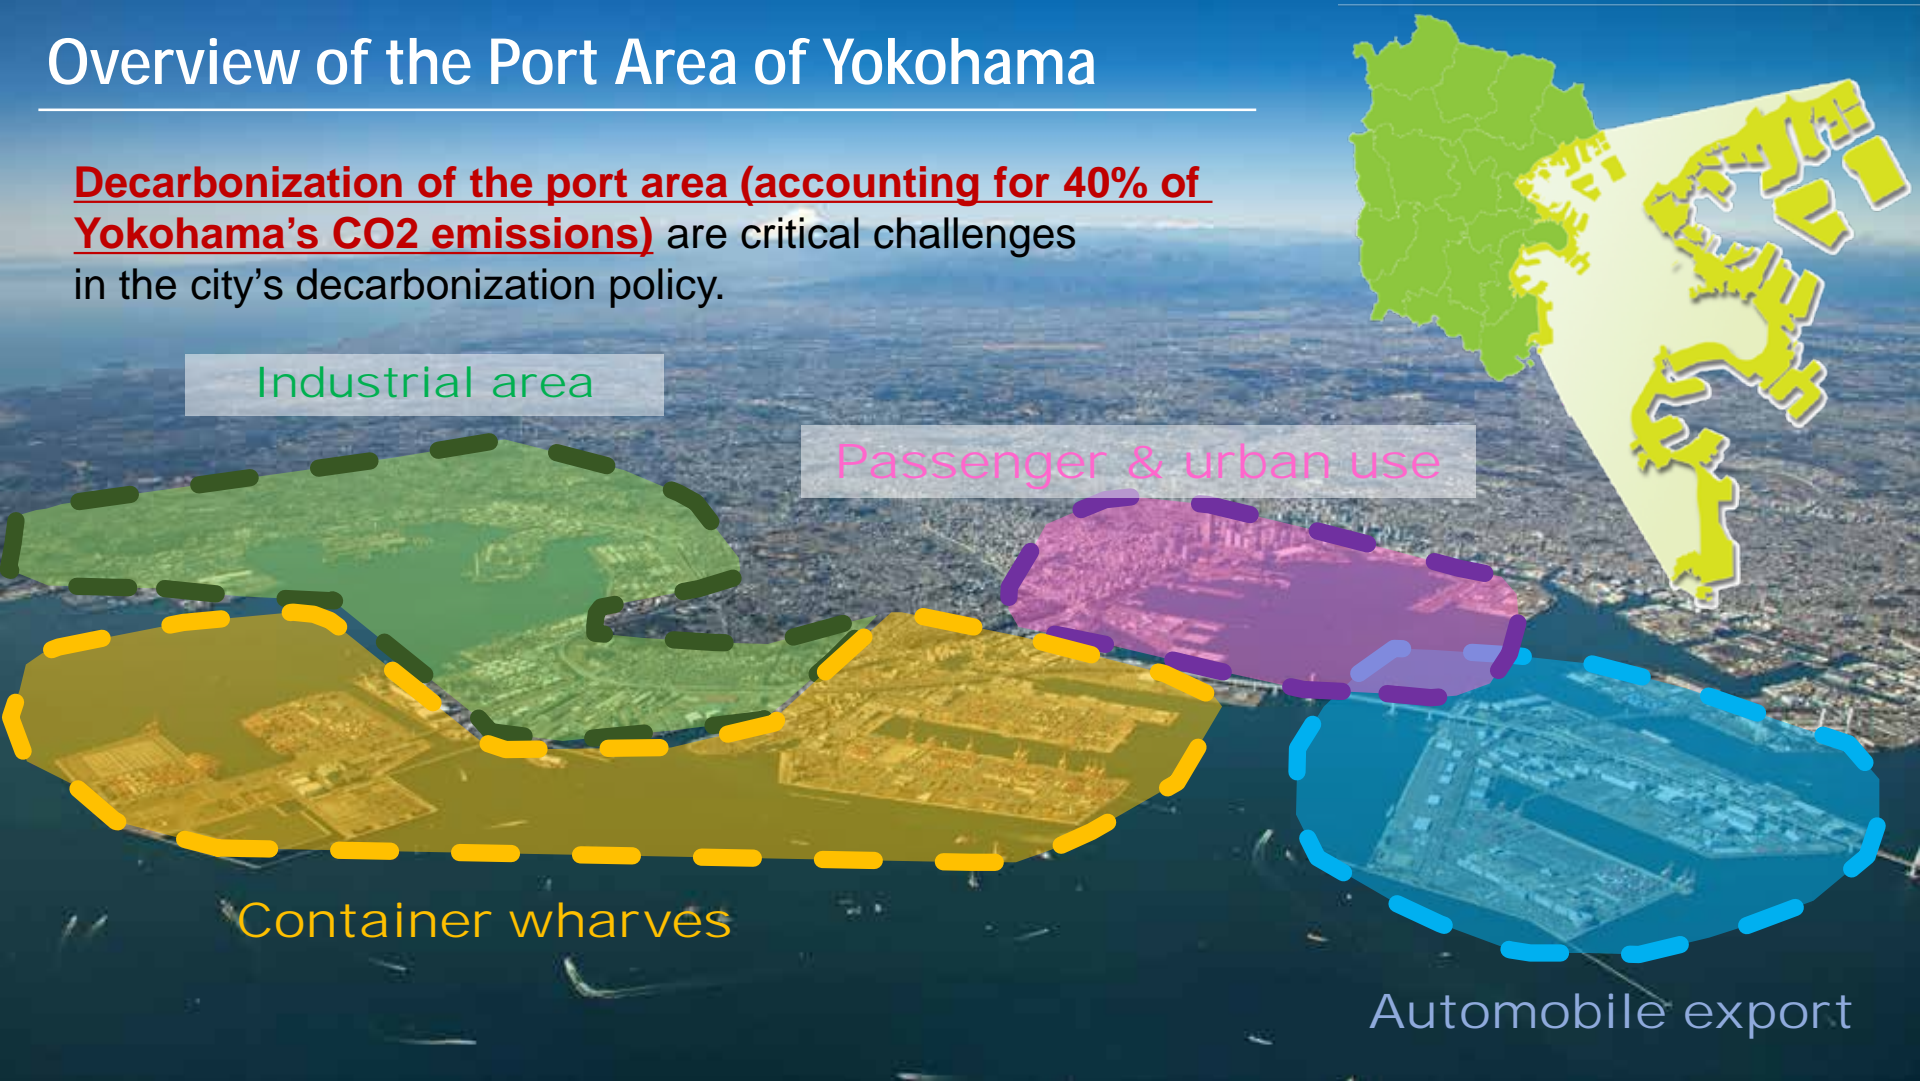 Overview of the Port Area of Yokohama
Decarbonization of the port area (accounting for 40% of
Yokohama’s CO2 emissions) are critical challenges
in the city’s decarbonization policy.
Industrial area
Passenger & urban use
Container wharves
Automobile export